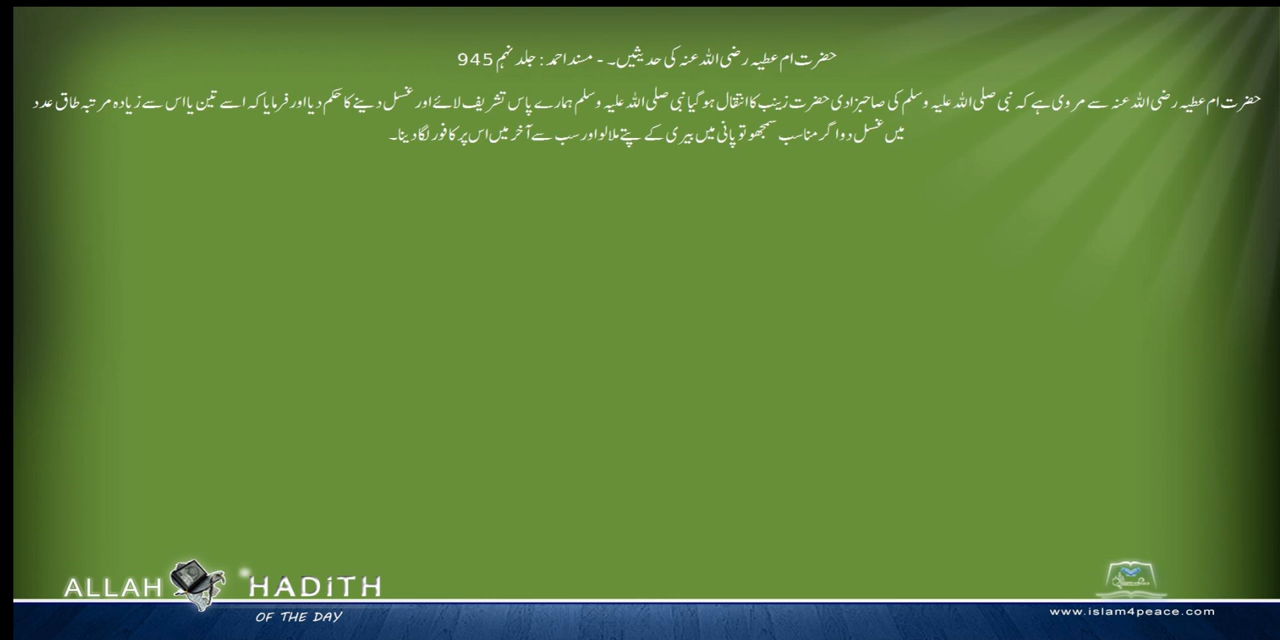 حضرت ام عطیہ رضی اللہ عنہ کی حدیثیں۔ - مسند احمد : جلد نہم 945
حضرت ام عطیہ رضی اللہ عنہ سے مروی ہے کہ نبی صلی اللہ علیہ وسلم کی صاحبزادی حضرت زینب کا انتقال ہو گیا نبی صلی اللہ علیہ وسلم ہمارے پاس تشریف لائے اور غسل دینے کا حکم دیا اور فرمایا کہ اسے تین یا اس سے زیادہ مرتبہ طاق عدد
میں غسل دو اگر مناسب سمجھو تو پانی میں بیری کے پتے ملا لو اور سب سے آخر میں اس پر کافور لگا دینا۔
ALLAH HADITH
OF THE DAY
www.islam4peace.com